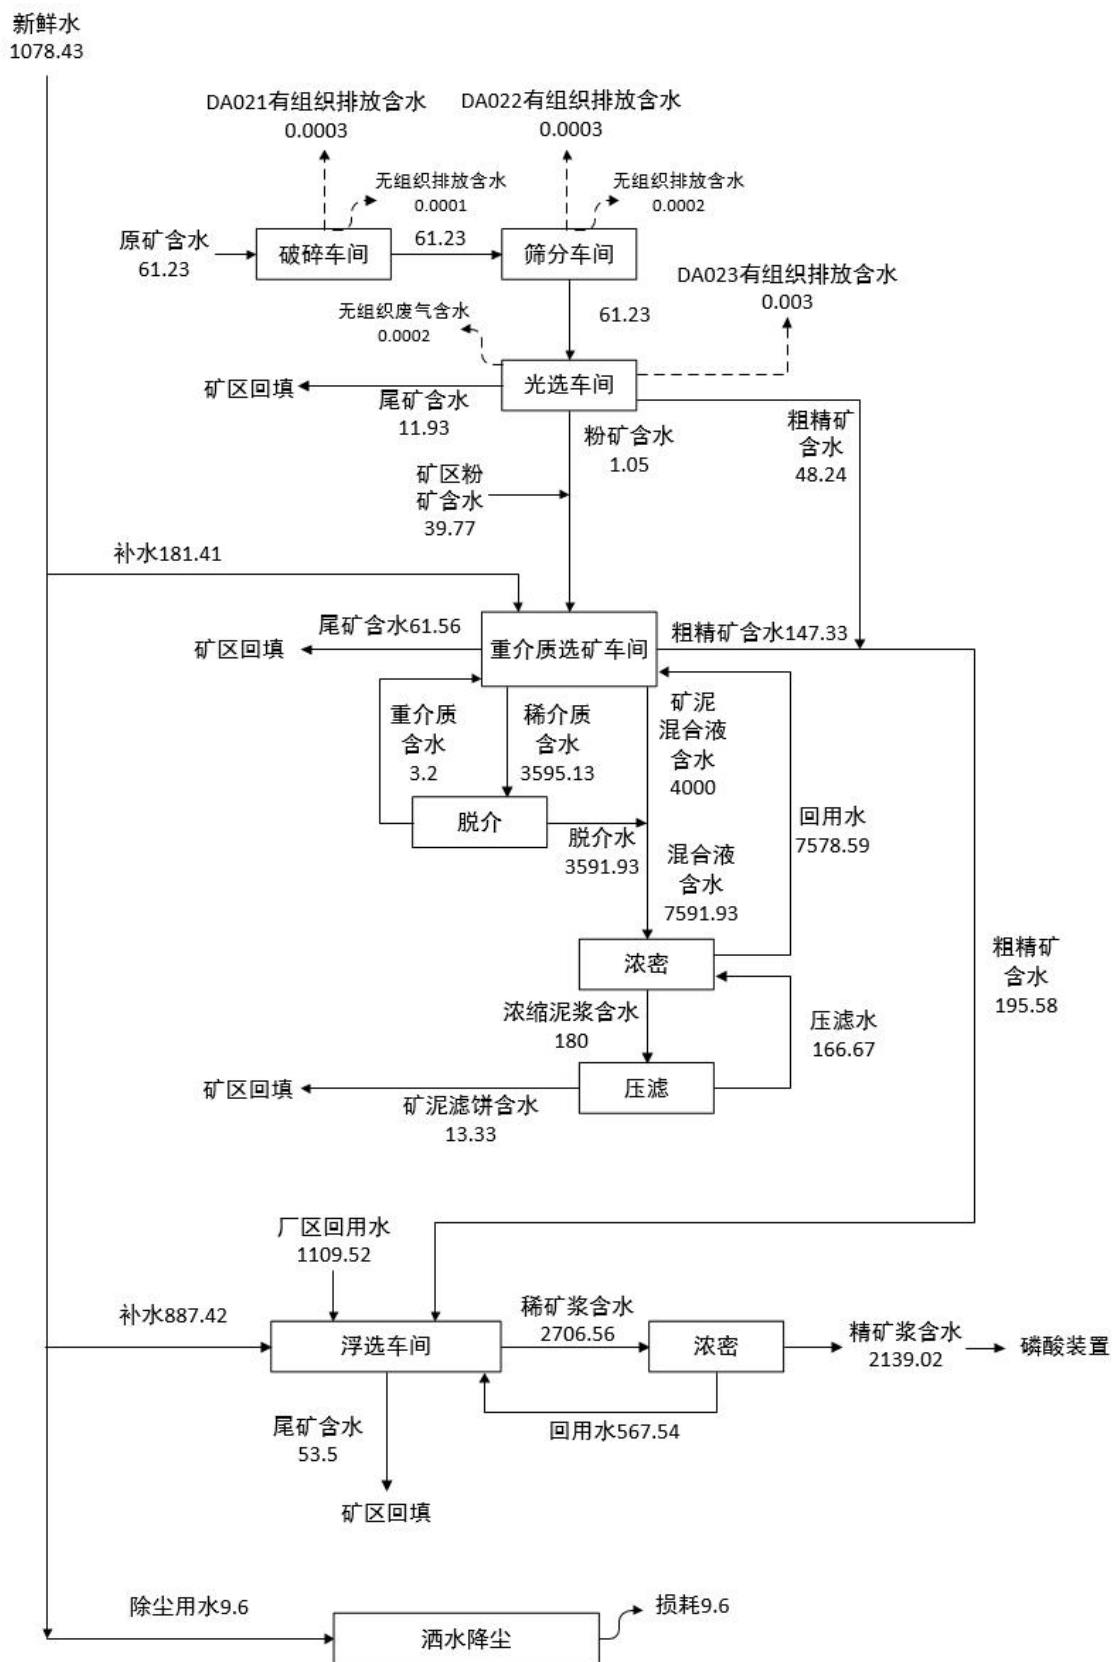 新鲜水
1078.43
DA021有组织排放含水
0.0003
DA022有组织排放含水
0.0003
无组织排放含水
0.0001
无组织排放含水
0.0002
原矿含水
61.23
破碎车间
61.23
筛分车间
DA023有组织排放含水
0.003
61.23
无组织废气含水
0.0002
光选车间
矿区回填
尾矿含水
11.93
粉矿含水
1.05
粗精矿
含水
48.24
矿区粉
矿含水
39.77
补水181.41
尾矿含水61.56
矿区回填
重介质选矿车间
粗精矿含水147.33
重介质
含水
3.2
稀介质
含水
3595.13
矿泥
混合液
含水
4000
脱介
脱介水
3591.93
回用水
7578.59
混合液
含水
7591.93
浓密
粗精矿
含水
195.58
浓缩泥浆含水
180
压滤水
166.67
矿区回填
压滤
矿泥滤饼含水
13.33
厂区回用水
1109.52
补水887.42
浮选车间
稀矿浆含水
2706.56
浓密
精矿浆含水
2139.02
磷酸装置
回用水567.54
尾矿含水
53.5
矿区回填
除尘用水9.6
洒水降尘
损耗9.6